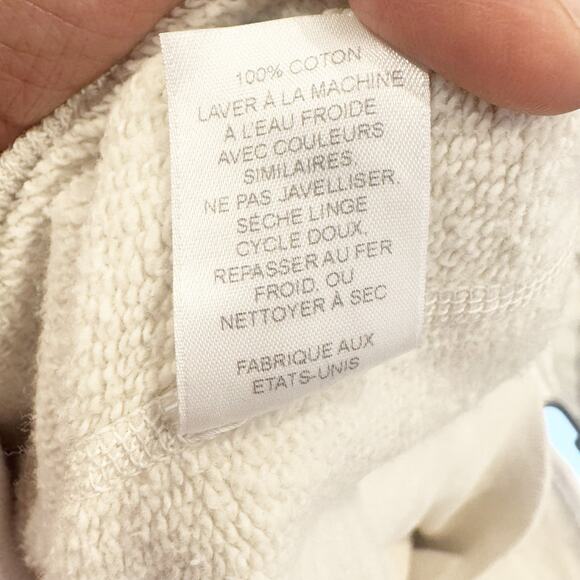 100% COTON
LAVER À LA MACHINE
A L'EAU FROIDE
AVEC COULEURS
SIMILAIRES.
NE PAS JAVELLISER.
SÈCHE LINGE
CYCLE DOUX.
REPASSER AU FER
FROID. OU
NETTOYER À SEC
FABRIQUE AUX
ETATS-UNIS